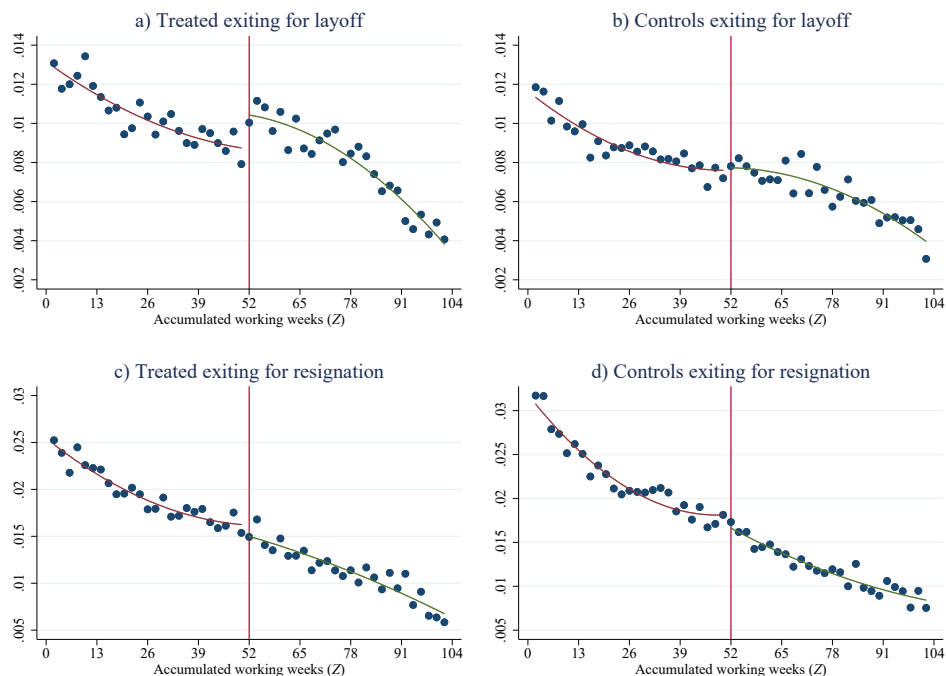 a) Treated exiting for layoff
.014
.012
.01
.008
.006
.004
.002
0 13 26 39 52 65 78 91 104
Accumulated working weeks (Z)
b) Controls exiting for layoff
.014
.012
.01
.008
.006
.004
.002
0 13 26 39 52 65 78 91 104
Accumulated working weeks (Z)
c) Treated exiting for resignation
.03
.025
.02
.015
.01
.005
0 13 26 39 52 65 78 91 104
Accumulated working weeks (Z)
d) Controls exiting for resignation
.03
.025
.02
.015
.01
.005
0 13 26 39 52 65 78 91 104
Accumulated working weeks (Z)